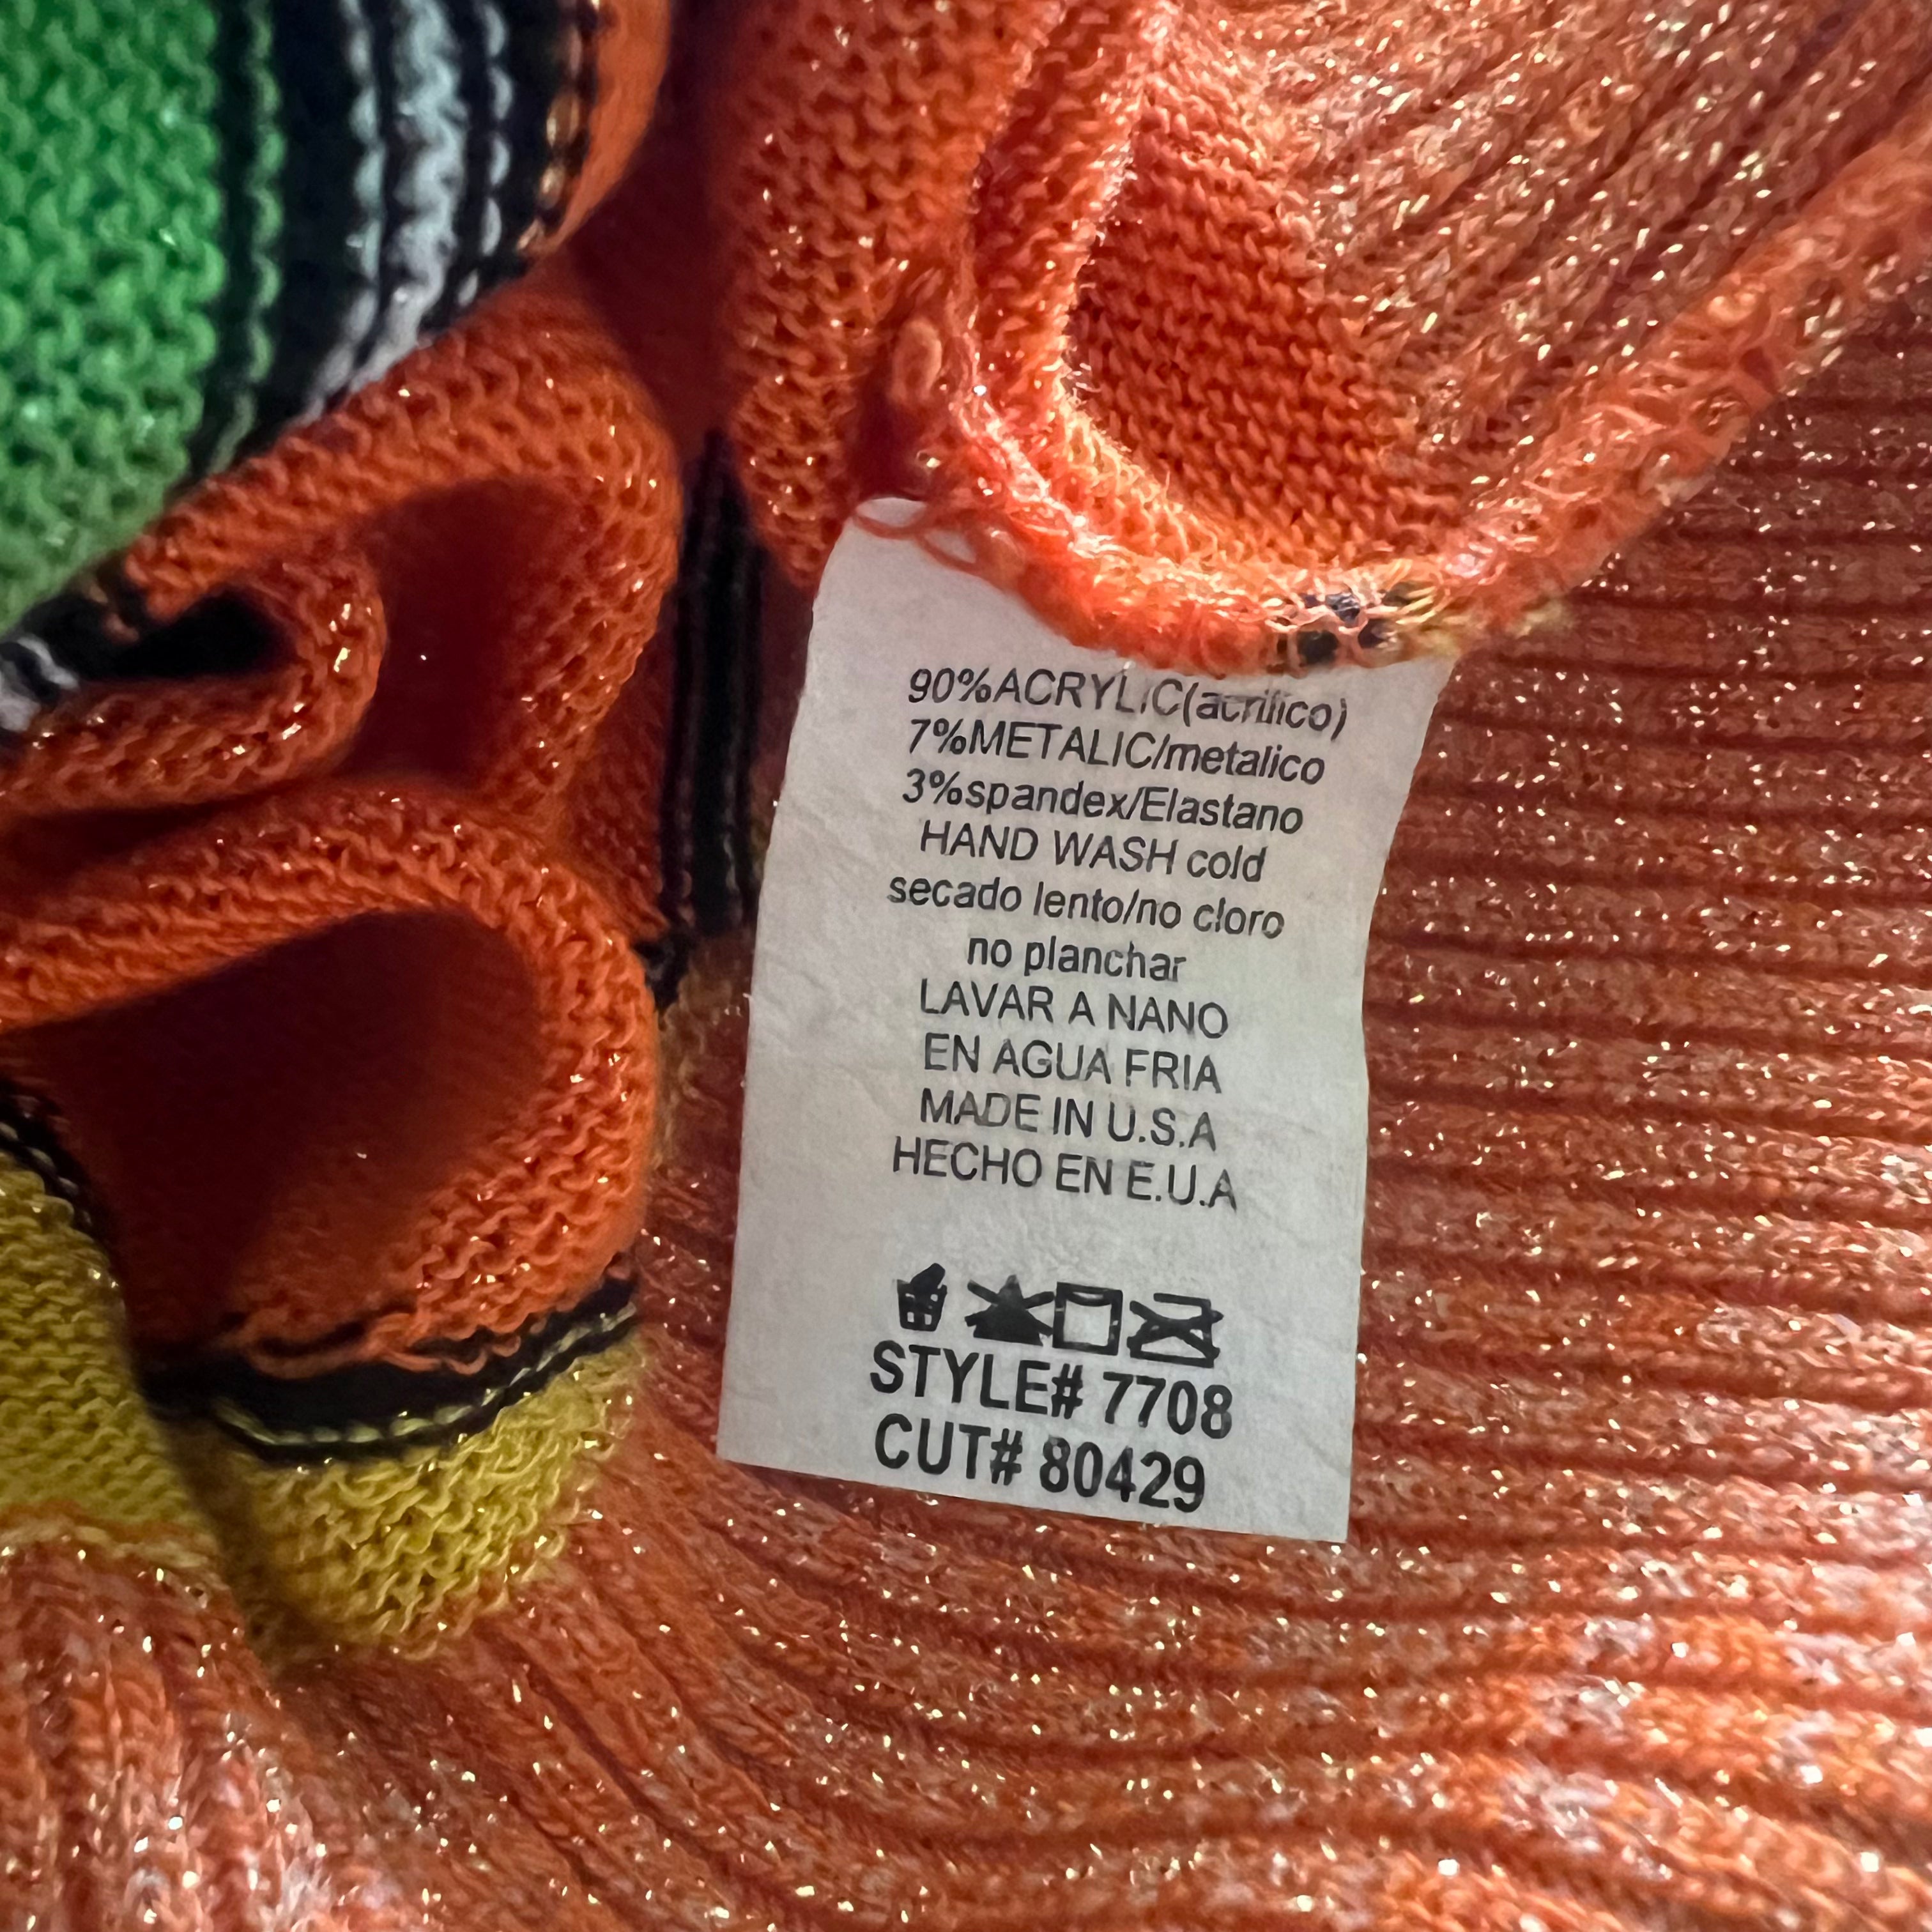 90%ACRYLIC(acrilico)
7%METALIC/metalico
3%spandex/Elastano
HAND WASH cold
secado lento/no cloro
no planchar
LAVAR A NANO
EN AGUA FRIA
MADE IN U.S.A
HECHO EN E.U.A
STYLE# 7708
CUT# 80429